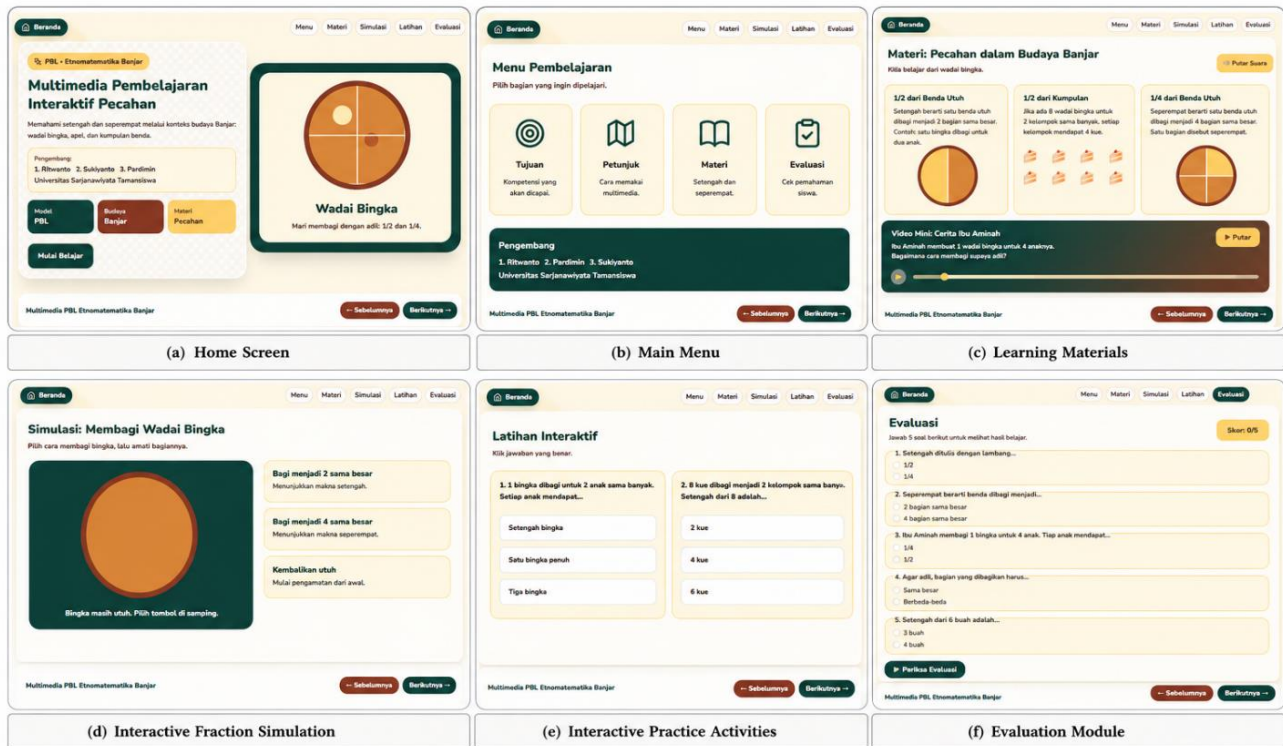 Beranda
Menu Materi Simulasi Latihan Evaluasi
PBL • Etnomatematika Banjar
Multimedia Pembelajaran
Interaktif Pecahan
Memahami setengah dan seperempat melalui konteks budaya Banjar:
wadai bingka, apel, dan kumpulan benda.
Pengembang:
1. Ritwanto 2. Sukiyanto 3. Pardimin
Universitas Sarjanawiyata Tamansiswa
Model
PBL
Budaya
Banjar
Materi
Pecahan
Mulai Belajar
Wadai Bingka
Mari membagi dengan adil: 1/2 dan 1/4.
Multimedia PBL Etnomatematika Banjar
← Sebelumnya
Berikutnya →
(a) Home Screen
Beranda
Menu Materi Simulasi Latihan Evaluasi
Menu Pembelajaran
Pilih bagian yang ingin dipelajari.
Tujuan
Kompetensi yang
akan dicapai.
Petunjuk
Cara memakai
multimedia.
Materi
Setengah dan
seperempat.
Evaluasi
Cek pemahaman
siswa.
Pengembang
1. Ritwanto 2. Pardimin 3. Sukiyanto
Universitas Sarjanawiyata Tamansiswa
Multimedia PBL Etnomatematika Banjar
← Sebelumnya
Berikutnya →
(b) Main Menu
Beranda
Menu Materi Simulasi Latihan Evaluasi
Materi: Pecahan dalam Budaya Banjar
Kita belajar dari wadai bingka.
Putar Suara
1/2 dari Benda Utuh
Setengah berarti satu benda utuh
dibagi menjadi 2 bagian sama besar.
Contoh: satu bingka dibagi untuk
dua anak.
1/2 dari Kumpulan
Jika ada 8 wadai bingka untuk
2 kelompok sama banyak, setiap
kelompok mendapat 4 kue.
1/4 dari Benda Utuh
Seperempat berarti satu benda utuh
dibagi menjadi 4 bagian sama besar.
Satu bagian disebut seperempat.
Video Mini: Cerita Ibu Aminah
Ibu Aminah membuat 1 wadai bingka untuk 4 anaknya.
Bagaimana cara membagi supaya adil?
Putar
Multimedia PBL Etnomatematika Banjar
← Sebelumnya
Berikutnya →
(c) Learning Materials
Beranda
Menu Materi Simulasi Latihan Evaluasi
Simulasi: Membagi Wadai Bingka
Pilih cara membagi bingka, lalu amati bagiannya.
Bingka masih utuh. Pilih tombol di samping.
Bagi menjadi 2 sama besar
Menunjukkan makna setengah.
Bagi menjadi 4 sama besar
Menunjukkan makna seperempat.
Kembalikan utuh
Mulai pengamatan dari awal.
Multimedia PBL Etnomatematika Banjar
← Sebelumnya
Berikutnya →
(d) Interactive Fraction Simulation
Beranda
Menu Materi Simulasi Latihan Evaluasi
Latihan Interaktif
Klik jawaban yang benar.
1. 1 bingka dibagi untuk 2 anak sama banyak.
Setiap anak mendapat...
Setengah bingka
Satu bingka penuh
Tiga bingka
2. 8 kue dibagi menjadi 2 kelompok sama banyak.
Setengah dari 8 adalah...
2 kue
4 kue
6 kue
Multimedia PBL Etnomatematika Banjar
← Sebelumnya
Berikutnya →
(e) Interactive Practice Activities
Beranda
Menu Materi Simulasi Latihan Evaluasi
Evaluasi
Jawab 5 soal berikut untuk melihat hasil belajar.
Skor: 0/5
1. Setengah ditulis dengan lambang...
1/2
1/4
2. Seperempat berarti benda dibagi menjadi...
2 bagian sama besar
4 bagian sama besar
3. Ibu Aminah membagi 1 bingka untuk 4 anak. Tiap anak mendapat...
1/4
1/2
4. Agar adil, bagian yang dibagikan harus...
Sama besar
Berbeda-beda
5. Setengah dari 6 buah adalah...
3 buah
4 buah
Periksa Evaluasi
Multimedia PBL Etnomatematika Banjar
← Sebelumnya
Berikutnya →
(f) Evaluation Module